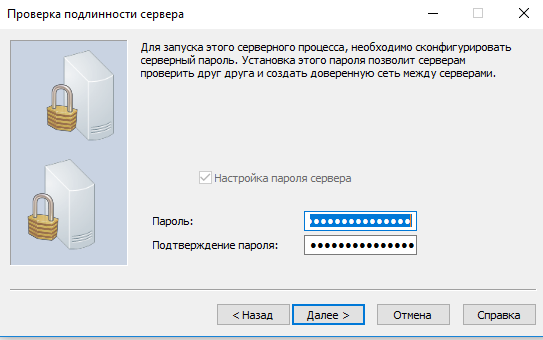 Проверка подлинности сервера
Для запуска этого серверного процесса, необходимо сконфигурировать
серверный пароль. Установка этого пароля позволит серверам
проверить друг друга и создать доверенную сеть между серверами.
Настройка пароля сервера
Пароль: ●●●●●●●●●●●●●●●
Подтверждение пароля: ●●●●●●●●●●●●●●●
< Назад Далее > Отмена Справка